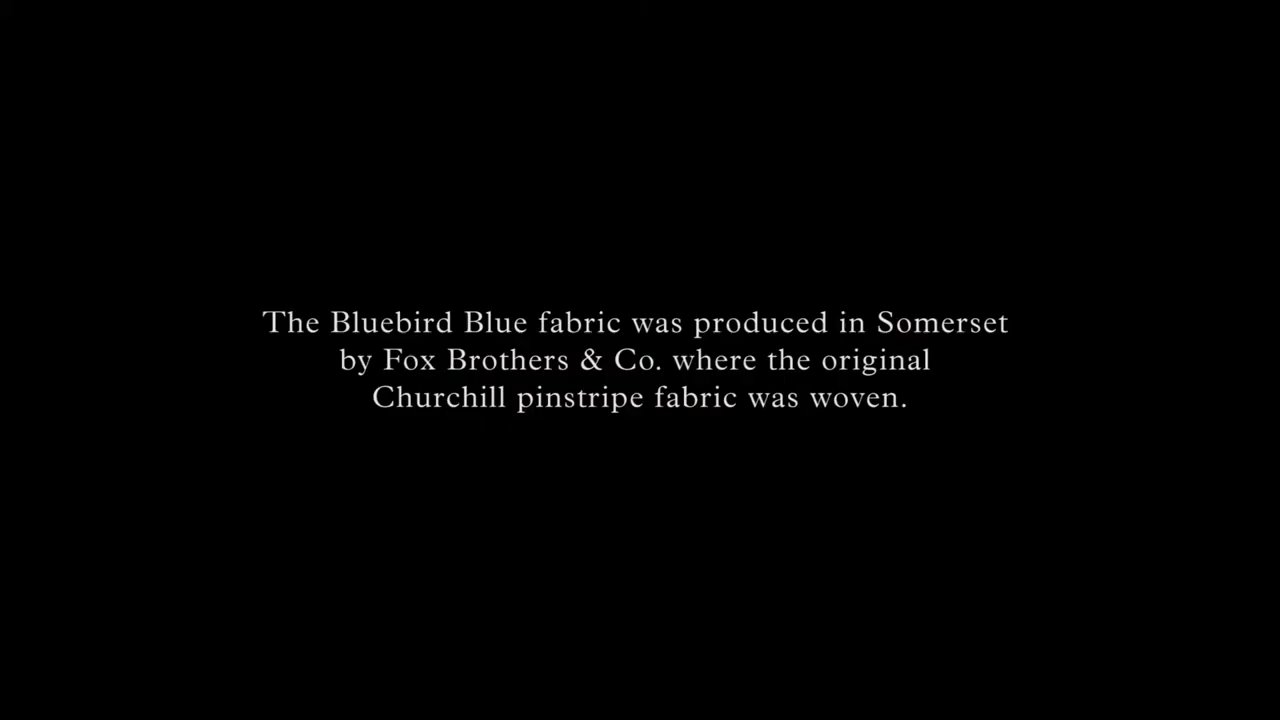 The Bluebird Blue fabric was produced in Somerset
by Fox Brothers & Co. where the original
Churchill pinstripe fabric was woven.